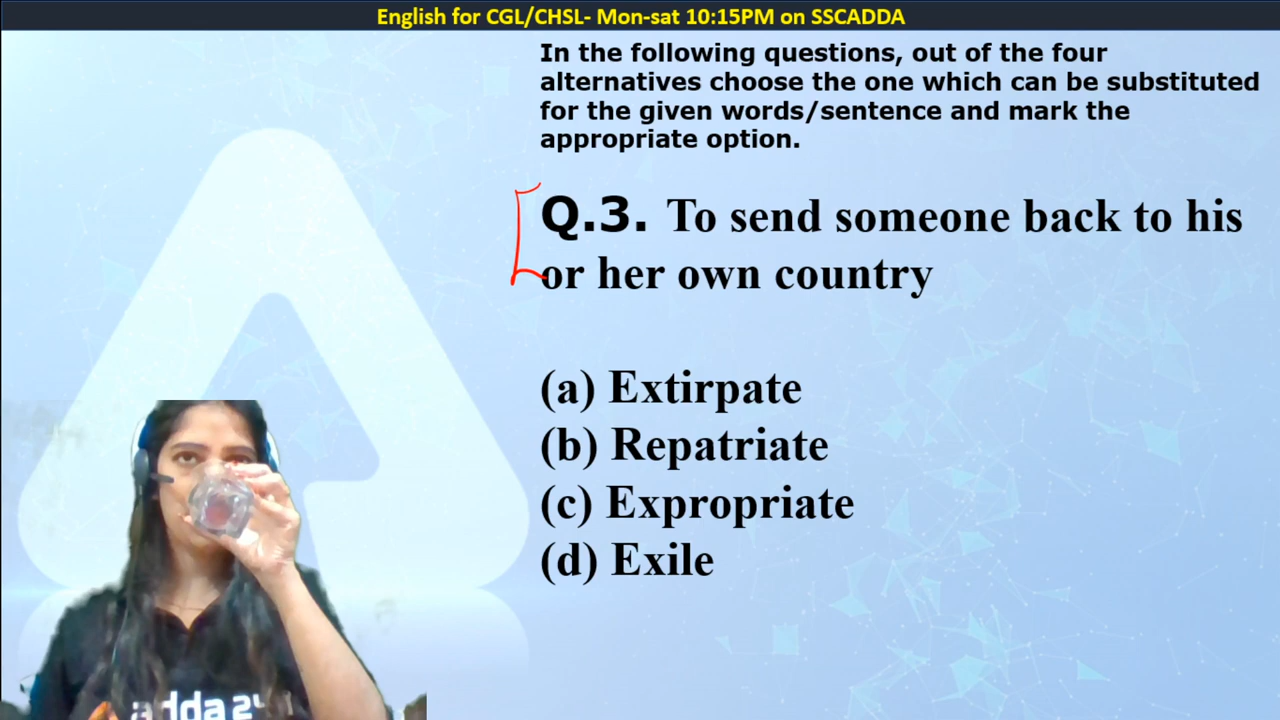 English for CGL/CHSL- Mon-sat 10:15PM on SSCADDA
In the following questions, out of the four
alternatives choose the one which can be substituted
for the given words/sentence and mark the
appropriate option.
Q.3. To send someone back to his
or her own country
(a) Extirpate
(b) Repatriate
(c) Expropriate
(d) Exile
adda24